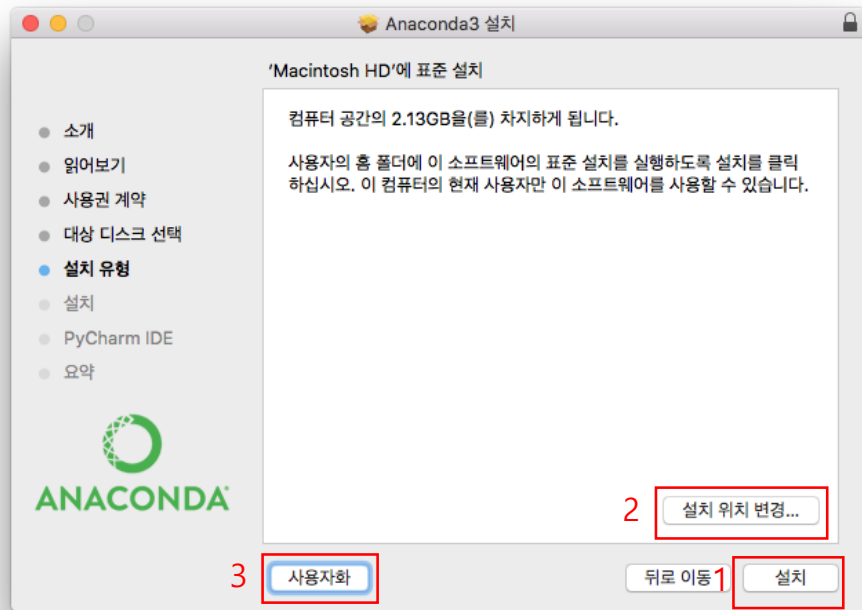 Anaconda3 설치
'Macintosh HD'에 표준 설치
컴퓨터 공간의 2.13GB을(를) 차지하게 됩니다.
사용자의 홈 폴더에 이 소프트웨어의 표준 설치를 실행하도록 설치를 클릭
하십시오. 이 컴퓨터의 현재 사용자만 이 소프트웨어를 사용할 수 있습니다.
소개
읽어보기
사용권 계약
대상 디스크 선택
설치 유형
설치
PyCharm IDE
요약
ANACONDA
2 설치 위치 변경...
3 사용자화 뒤로 이동 1 설치